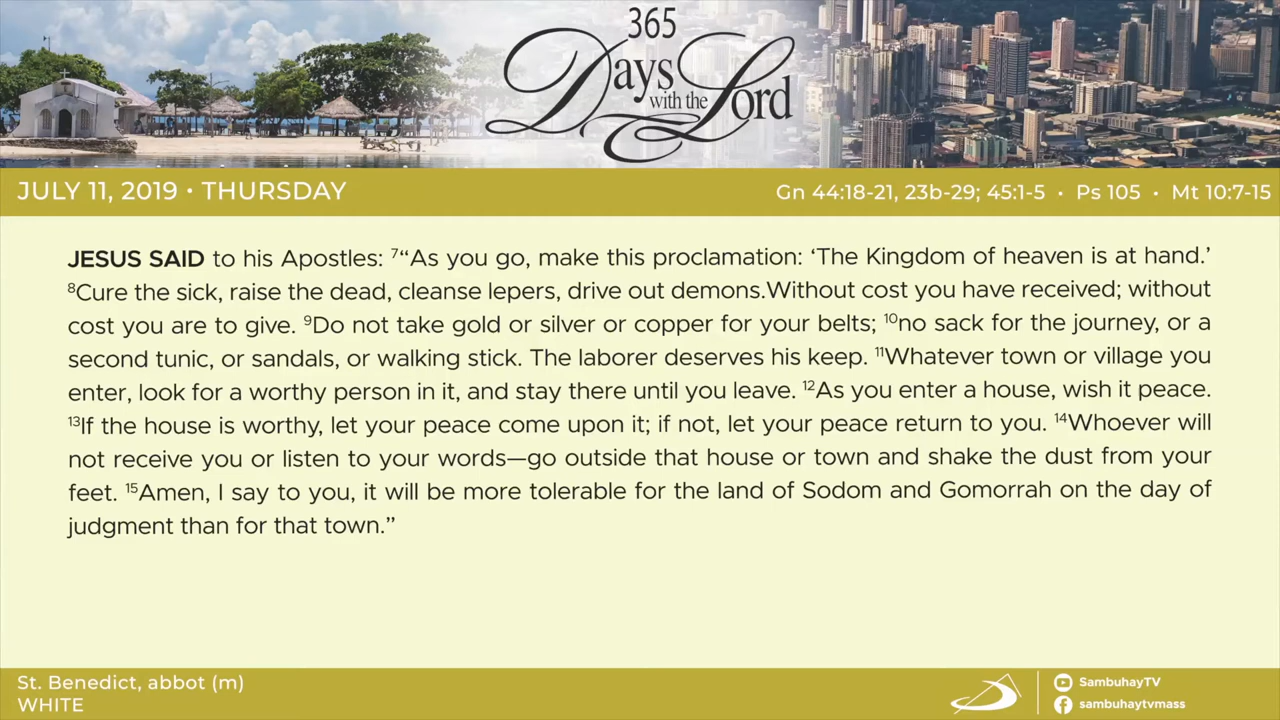 365
Days
with the
Lord
JULY 11, 2019 • THURSDAY
Gn 44:18-21, 23b-29; 45:1-5 • Ps 105 • Mt 10:7-15
JESUS SAID to his Apostles: ⁷“As you go, make this proclamation: ‘The Kingdom of heaven is at hand.’
⁸Cure the sick, raise the dead, cleanse lepers, drive out demons.Without cost you have received; without
cost you are to give. ⁹Do not take gold or silver or copper for your belts; ¹⁰no sack for the journey, or a
second tunic, or sandals, or walking stick. The laborer deserves his keep. ¹¹Whatever town or village you
enter, look for a worthy person in it, and stay there until you leave. ¹²As you enter a house, wish it peace.
¹³If the house is worthy, let your peace come upon it; if not, let your peace return to you. ¹⁴Whoever will
not receive you or listen to your words—go outside that house or town and shake the dust from your
feet. ¹⁵Amen, I say to you, it will be more tolerable for the land of Sodom and Gomorrah on the day of
judgment than for that town.”
St. Benedict, abbot (m)
WHITE
SambuhayTV
sambuhaytvmass